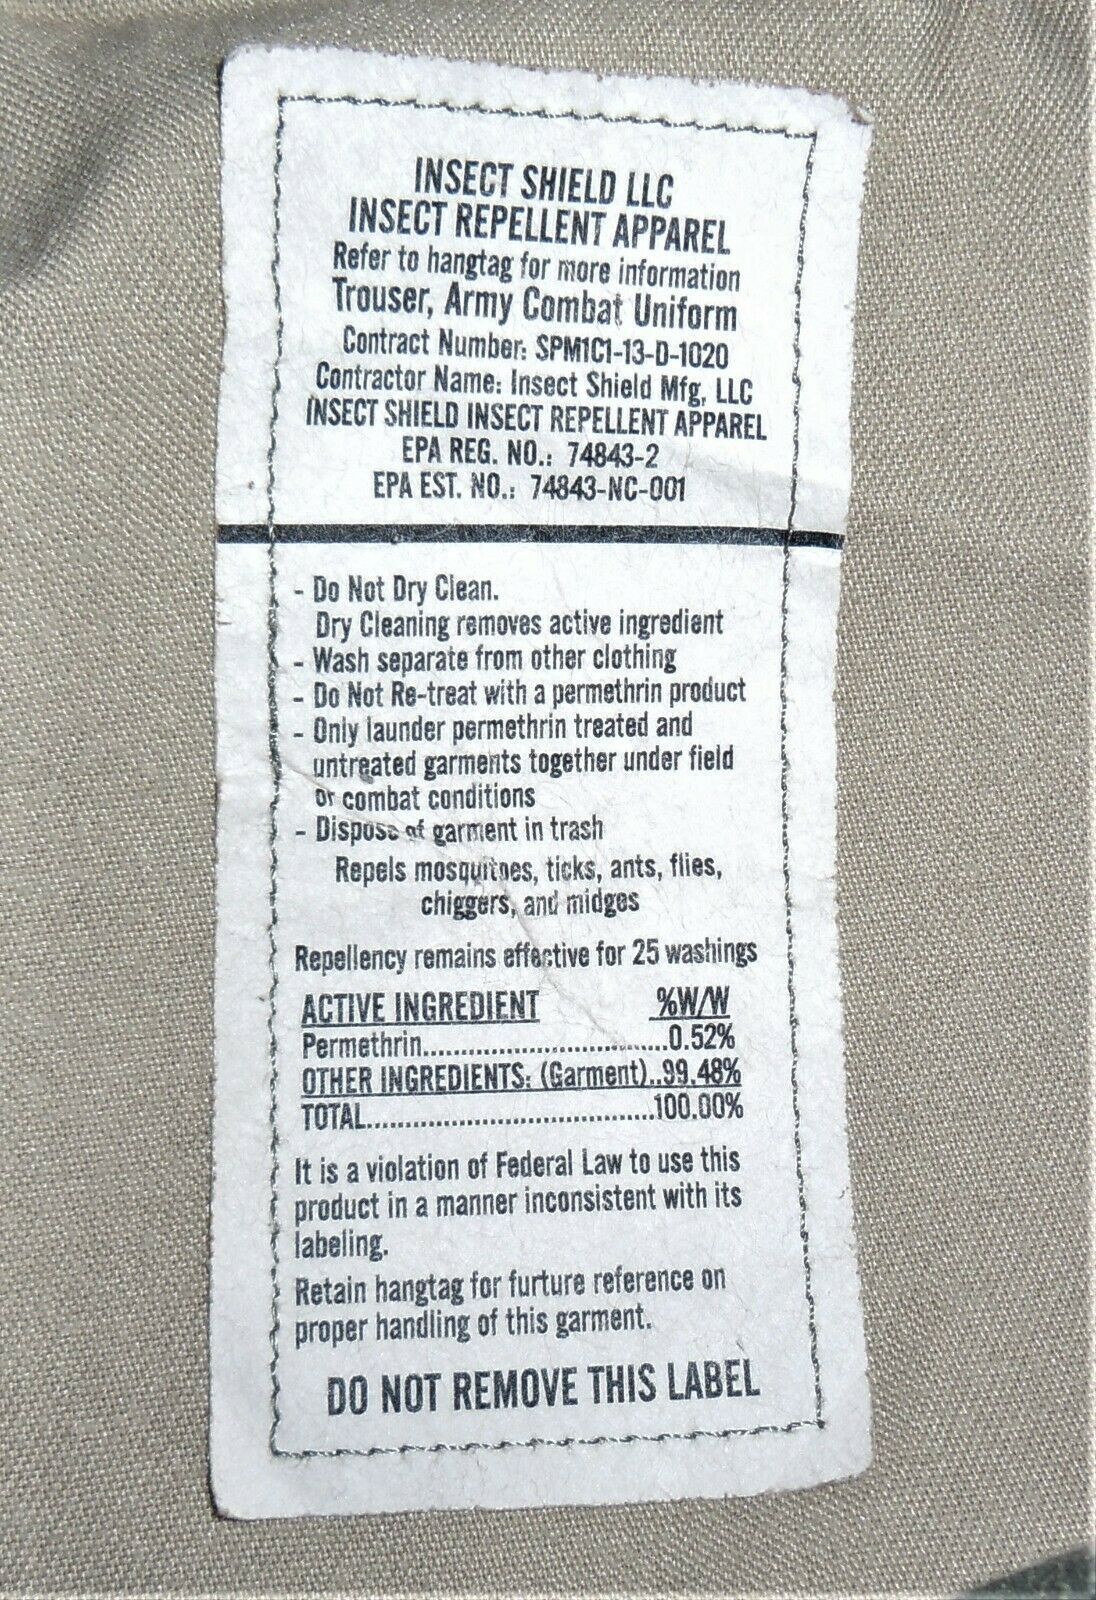 INSECT SHIELD LLC
INSECT REPELLENT APPAREL
Refer to hangtag for more information
Trouser, Army Combat Uniform
Contract Number: SPM1C1-13-D-1020
Contractor Name: Insect Shield Mfg, LLC
INSECT SHIELD INSECT REPELLENT APPAREL
EPA REG. NO.: 74843-2
EPA EST. NO.: 74843-NC-001
- Do Not Dry Clean.
Dry Cleaning removes active ingredient
- Wash separate from other clothing
- Do Not Re-treat with a permethrin product
- Only launder permethrin treated and
untreated garments together under field
or combat conditions
- Dispose of garment in trash
Repels mosquitoes, ticks, ants, flies,
chiggers, and midges
Repellency remains effective for 25 washings
ACTIVE INGREDIENT %W/W
Permethrin..................................0.52%
OTHER INGREDIENTS: (Garment)..99.48%
TOTAL.......................................100.00%
It is a violation of Federal Law to use this
product in a manner inconsistent with its
labeling.
Retain hangtag for furture reference on
proper handling of this garment.
DO NOT REMOVE THIS LABEL